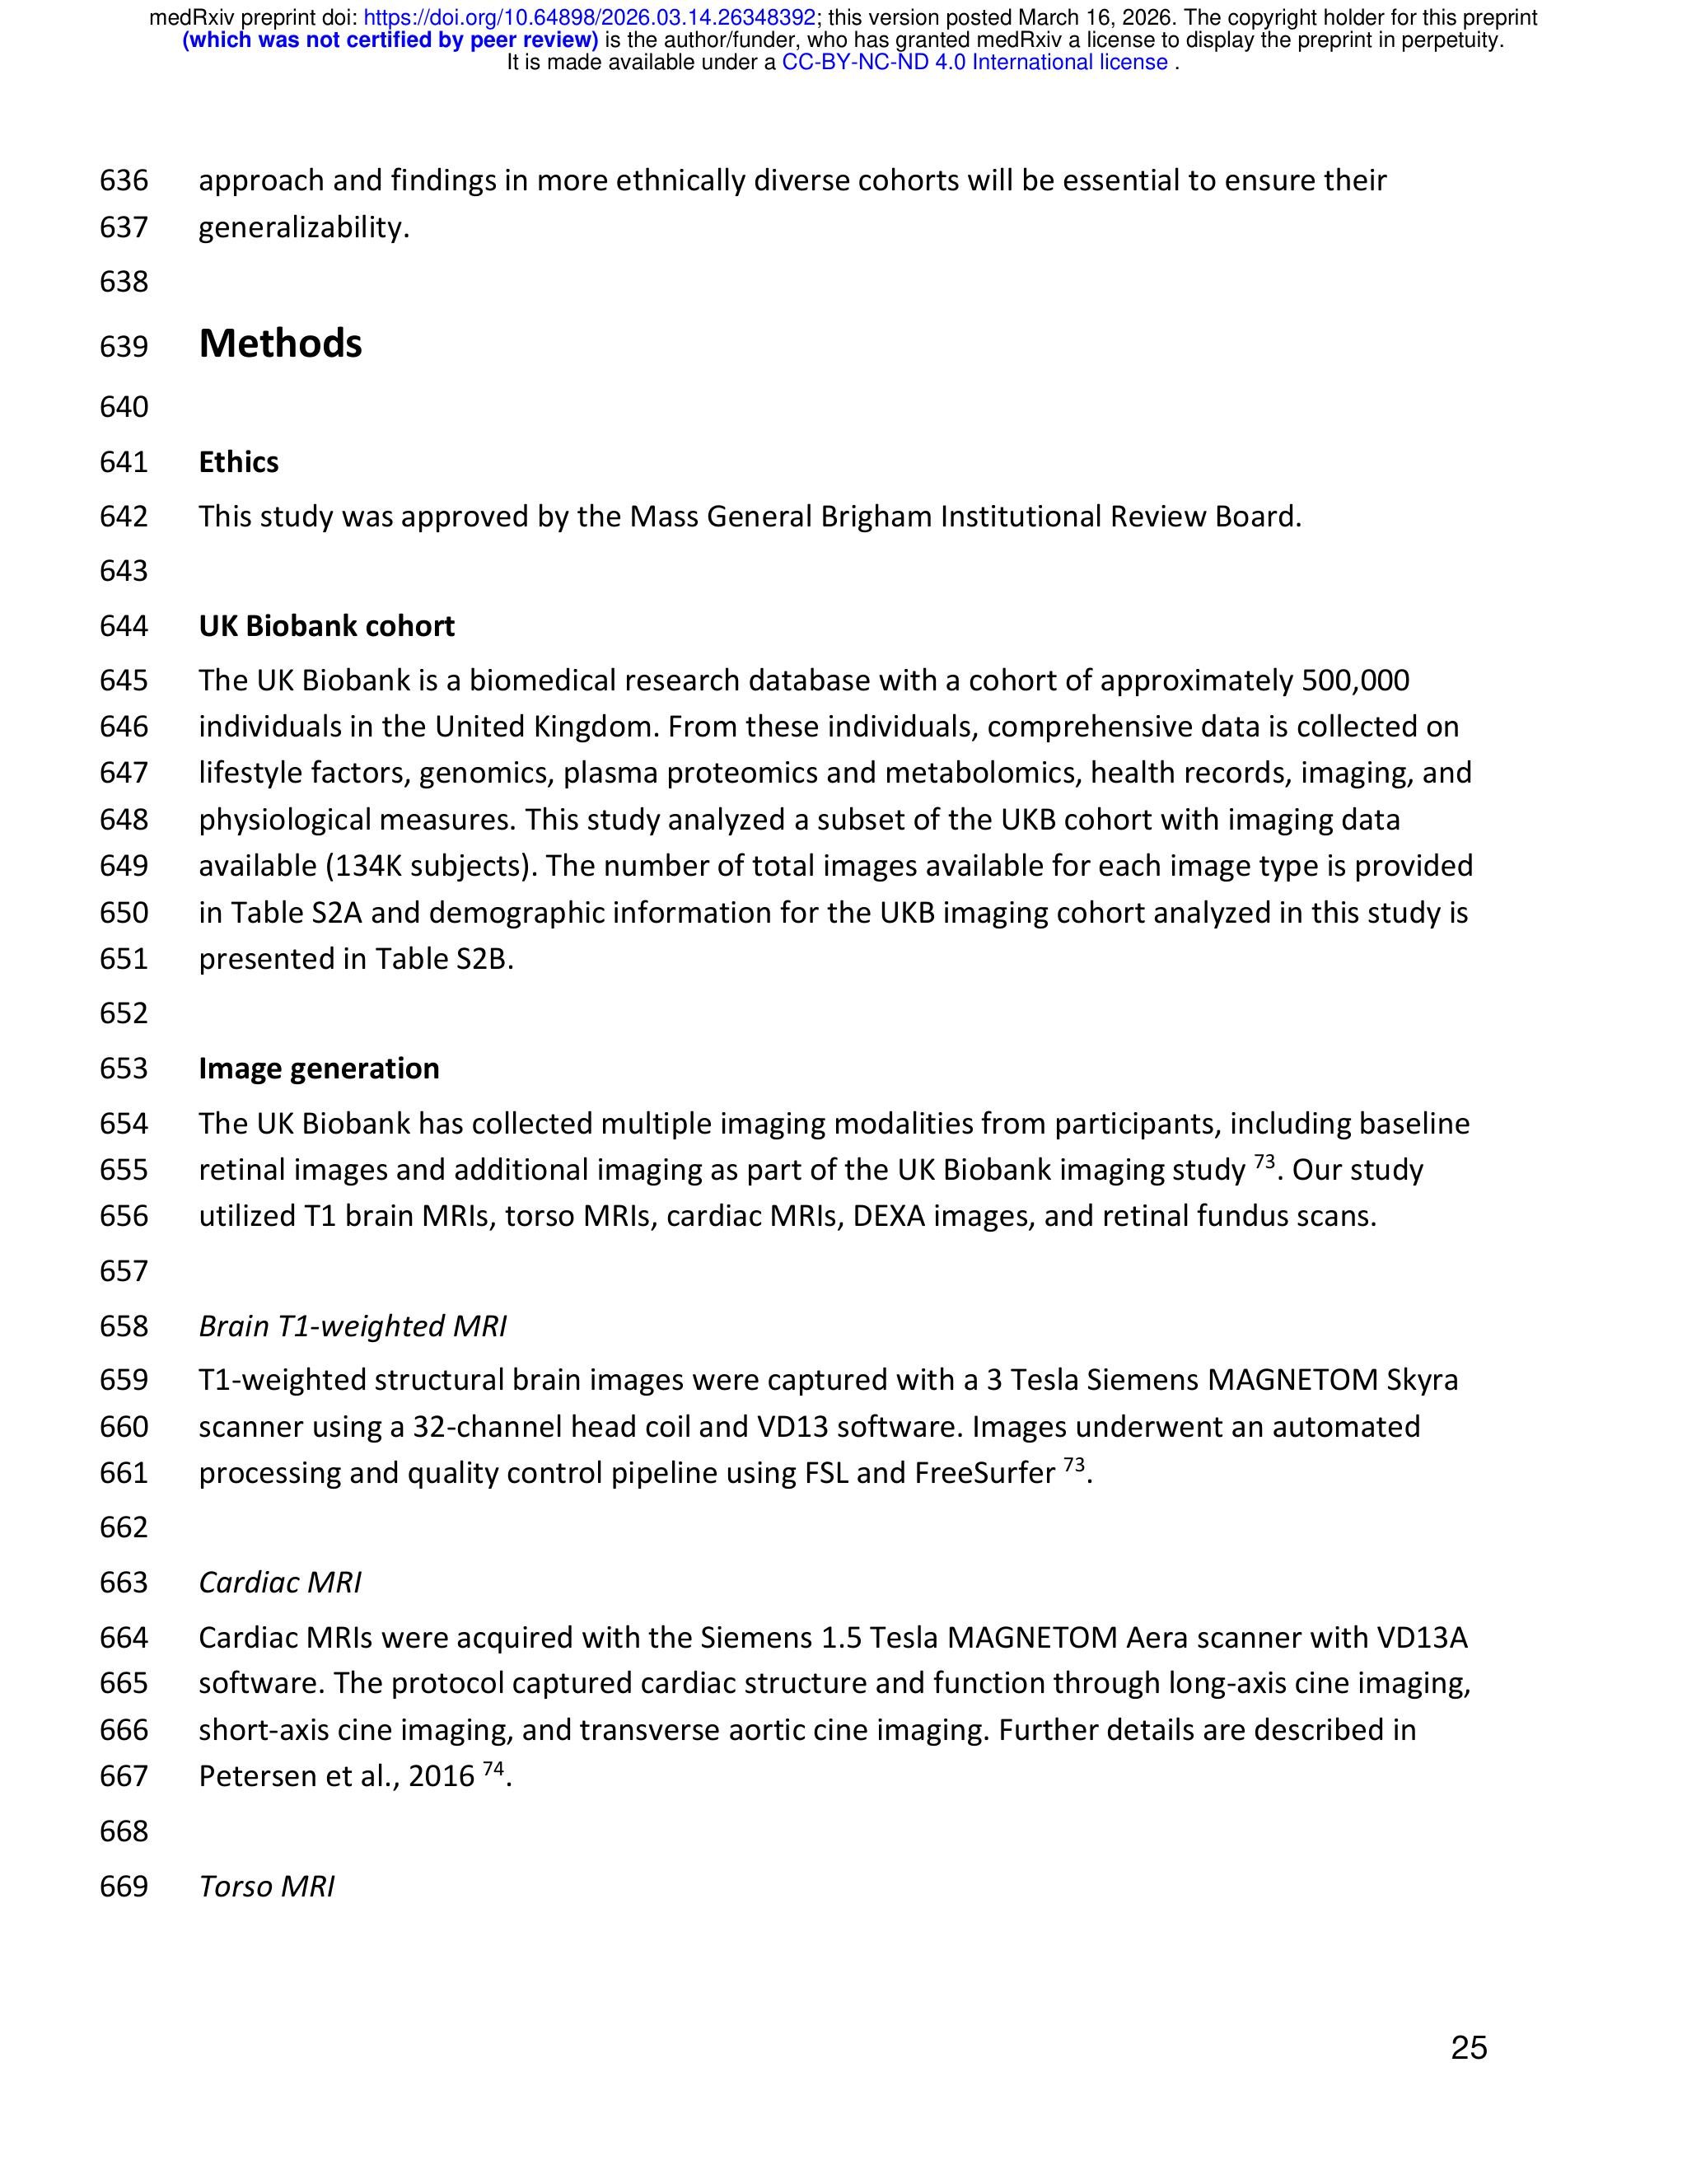 medRxiv preprint doi: https://doi.org/10.64898/2026.03.14.26348392; this version posted March 16, 2026. The copyright holder for this preprint
(which was not certified by peer review) is the author/funder, who has granted medRxiv a license to display the preprint in perpetuity.
It is made available under a CC-BY-NC-ND 4.0 International license .
636 approach and findings in more ethnically diverse cohorts will be essential to ensure their
637 generalizability.
638
639 Methods
640
641 Ethics
642 This study was approved by the Mass General Brigham Institutional Review Board.
643
644 UK Biobank cohort
645 The UK Biobank is a biomedical research database with a cohort of approximately 500,000
646 individuals in the United Kingdom. From these individuals, comprehensive data is collected on
647 lifestyle factors, genomics, plasma proteomics and metabolomics, health records, imaging, and
648 physiological measures. This study analyzed a subset of the UKB cohort with imaging data
649 available (134K subjects). The number of total images available for each image type is provided
650 in Table S2A and demographic information for the UKB imaging cohort analyzed in this study is
651 presented in Table S2B.
652
653 Image generation
654 The UK Biobank has collected multiple imaging modalities from participants, including baseline
655 retinal images and additional imaging as part of the UK Biobank imaging study 73. Our study
656 utilized T1 brain MRIs, torso MRIs, cardiac MRIs, DEXA images, and retinal fundus scans.
657
658 Brain T1-weighted MRI
659 T1-weighted structural brain images were captured with a 3 Tesla Siemens MAGNETOM Skyra
660 scanner using a 32-channel head coil and VD13 software. Images underwent an automated
661 processing and quality control pipeline using FSL and FreeSurfer 73.
662
663 Cardiac MRI
664 Cardiac MRIs were acquired with the Siemens 1.5 Tesla MAGNETOM Aera scanner with VD13A
665 software. The protocol captured cardiac structure and function through long-axis cine imaging,
666 short-axis cine imaging, and transverse aortic cine imaging. Further details are described in
667 Petersen et al., 2016 74.
668
669 Torso MRI
25